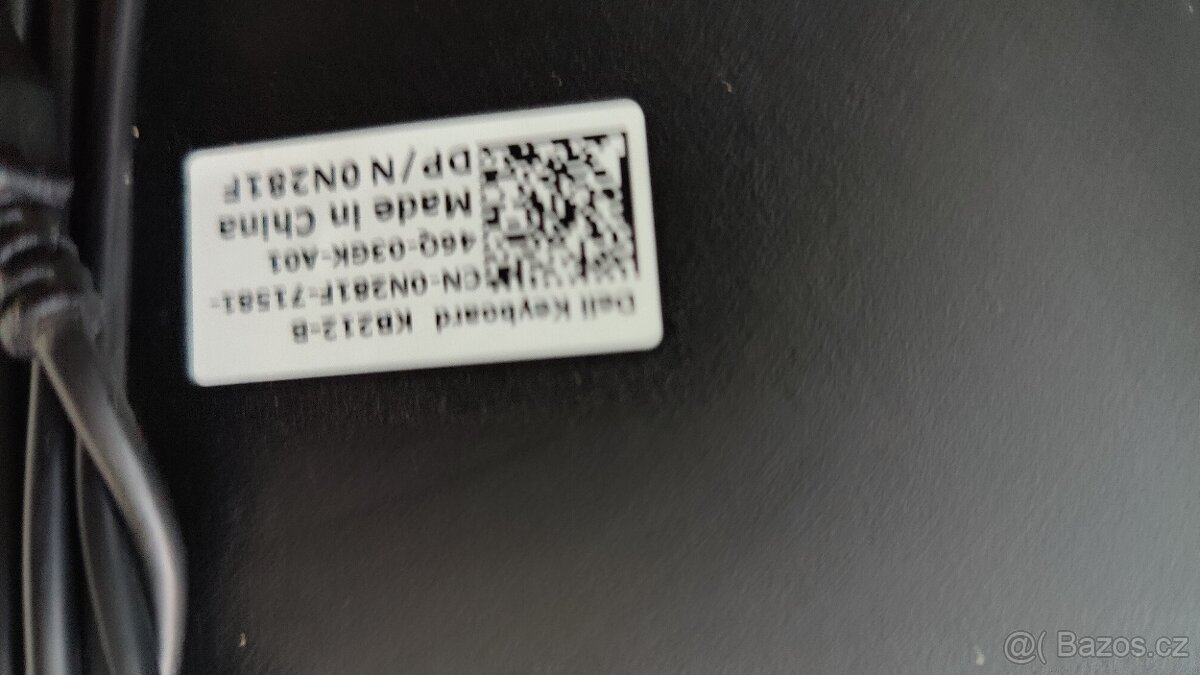 Dell Keyboard KB212-B
CN-0N281F-71581-
46Q-03GK-A01
Made in China
DP/N 0N281F
@( Bazos.cz